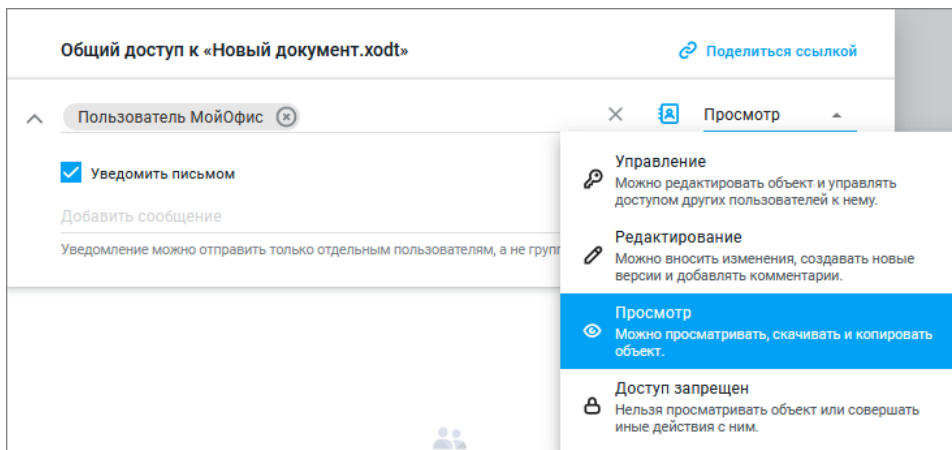 Общий доступ к «Новый документ.xodt»
Поделиться ссылкой
Пользователь МойОфис
Просмотр
Уведомить письмом
Добавить сообщение
Уведомление можно отправить только отдельным пользователям, а не
Управление
Можно редактировать объект и управлять
доступом других пользователей к нему.
Редактирование
Можно вносить изменения, создавать новые
версии и добавлять комментарии.
Просмотр
Можно просматривать, скачивать и копировать
объект.
Доступ запрещен
Нельзя просматривать объект или совершать
иные действия с ним.